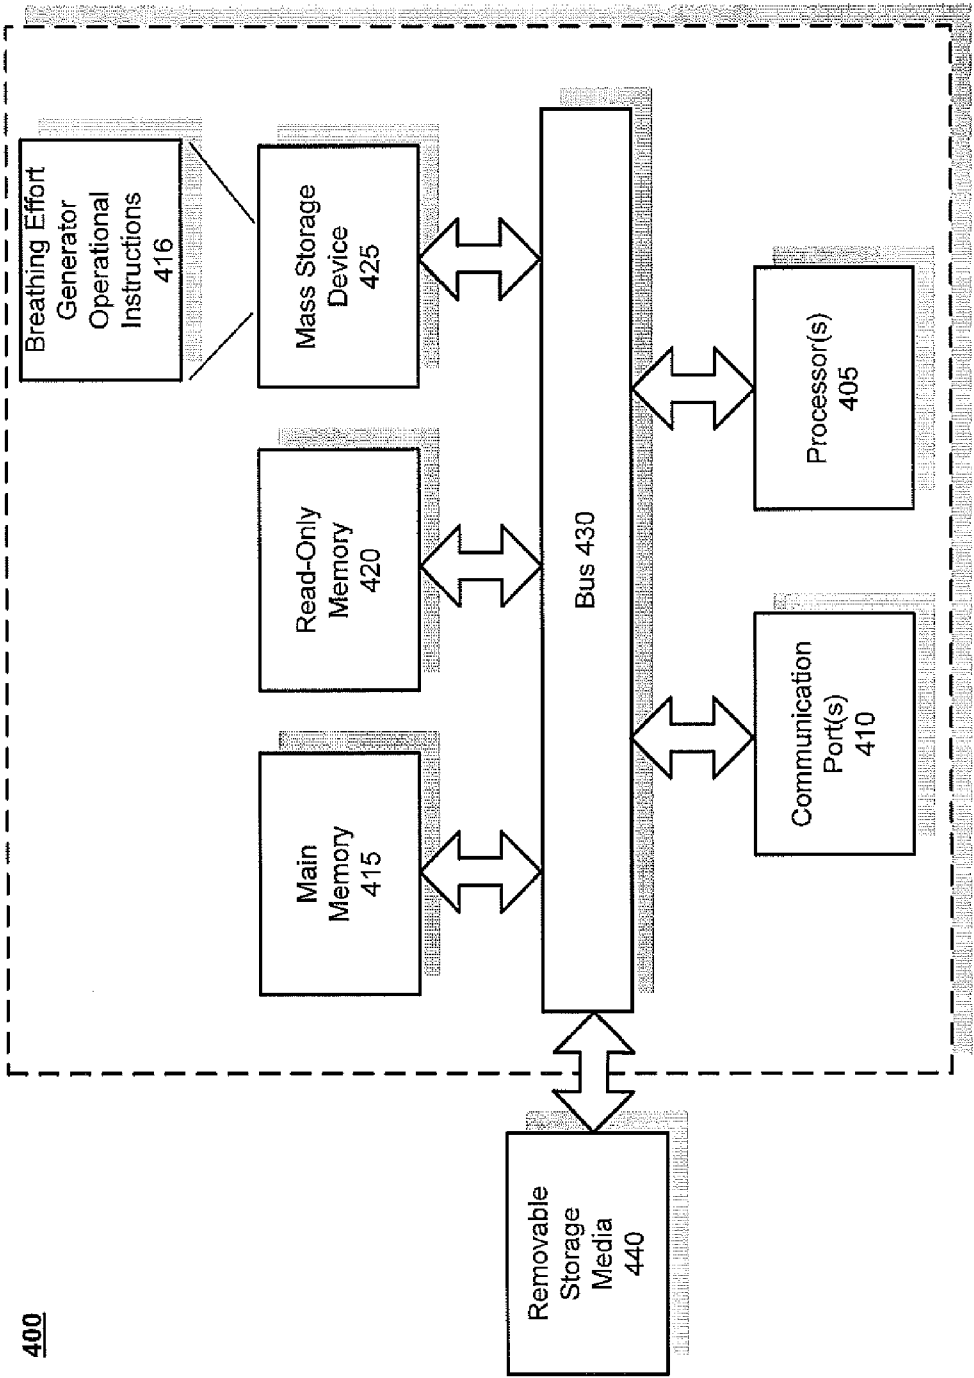 400
Breathing Effort
Generator
Operational
Instructions
416
Main
Memory
415
Read-Only
Memory
420
Mass Storage
Device
425
Removable
Storage
Media
440
Bus 430
Communication
Port(s)
410
Processor(s)
405